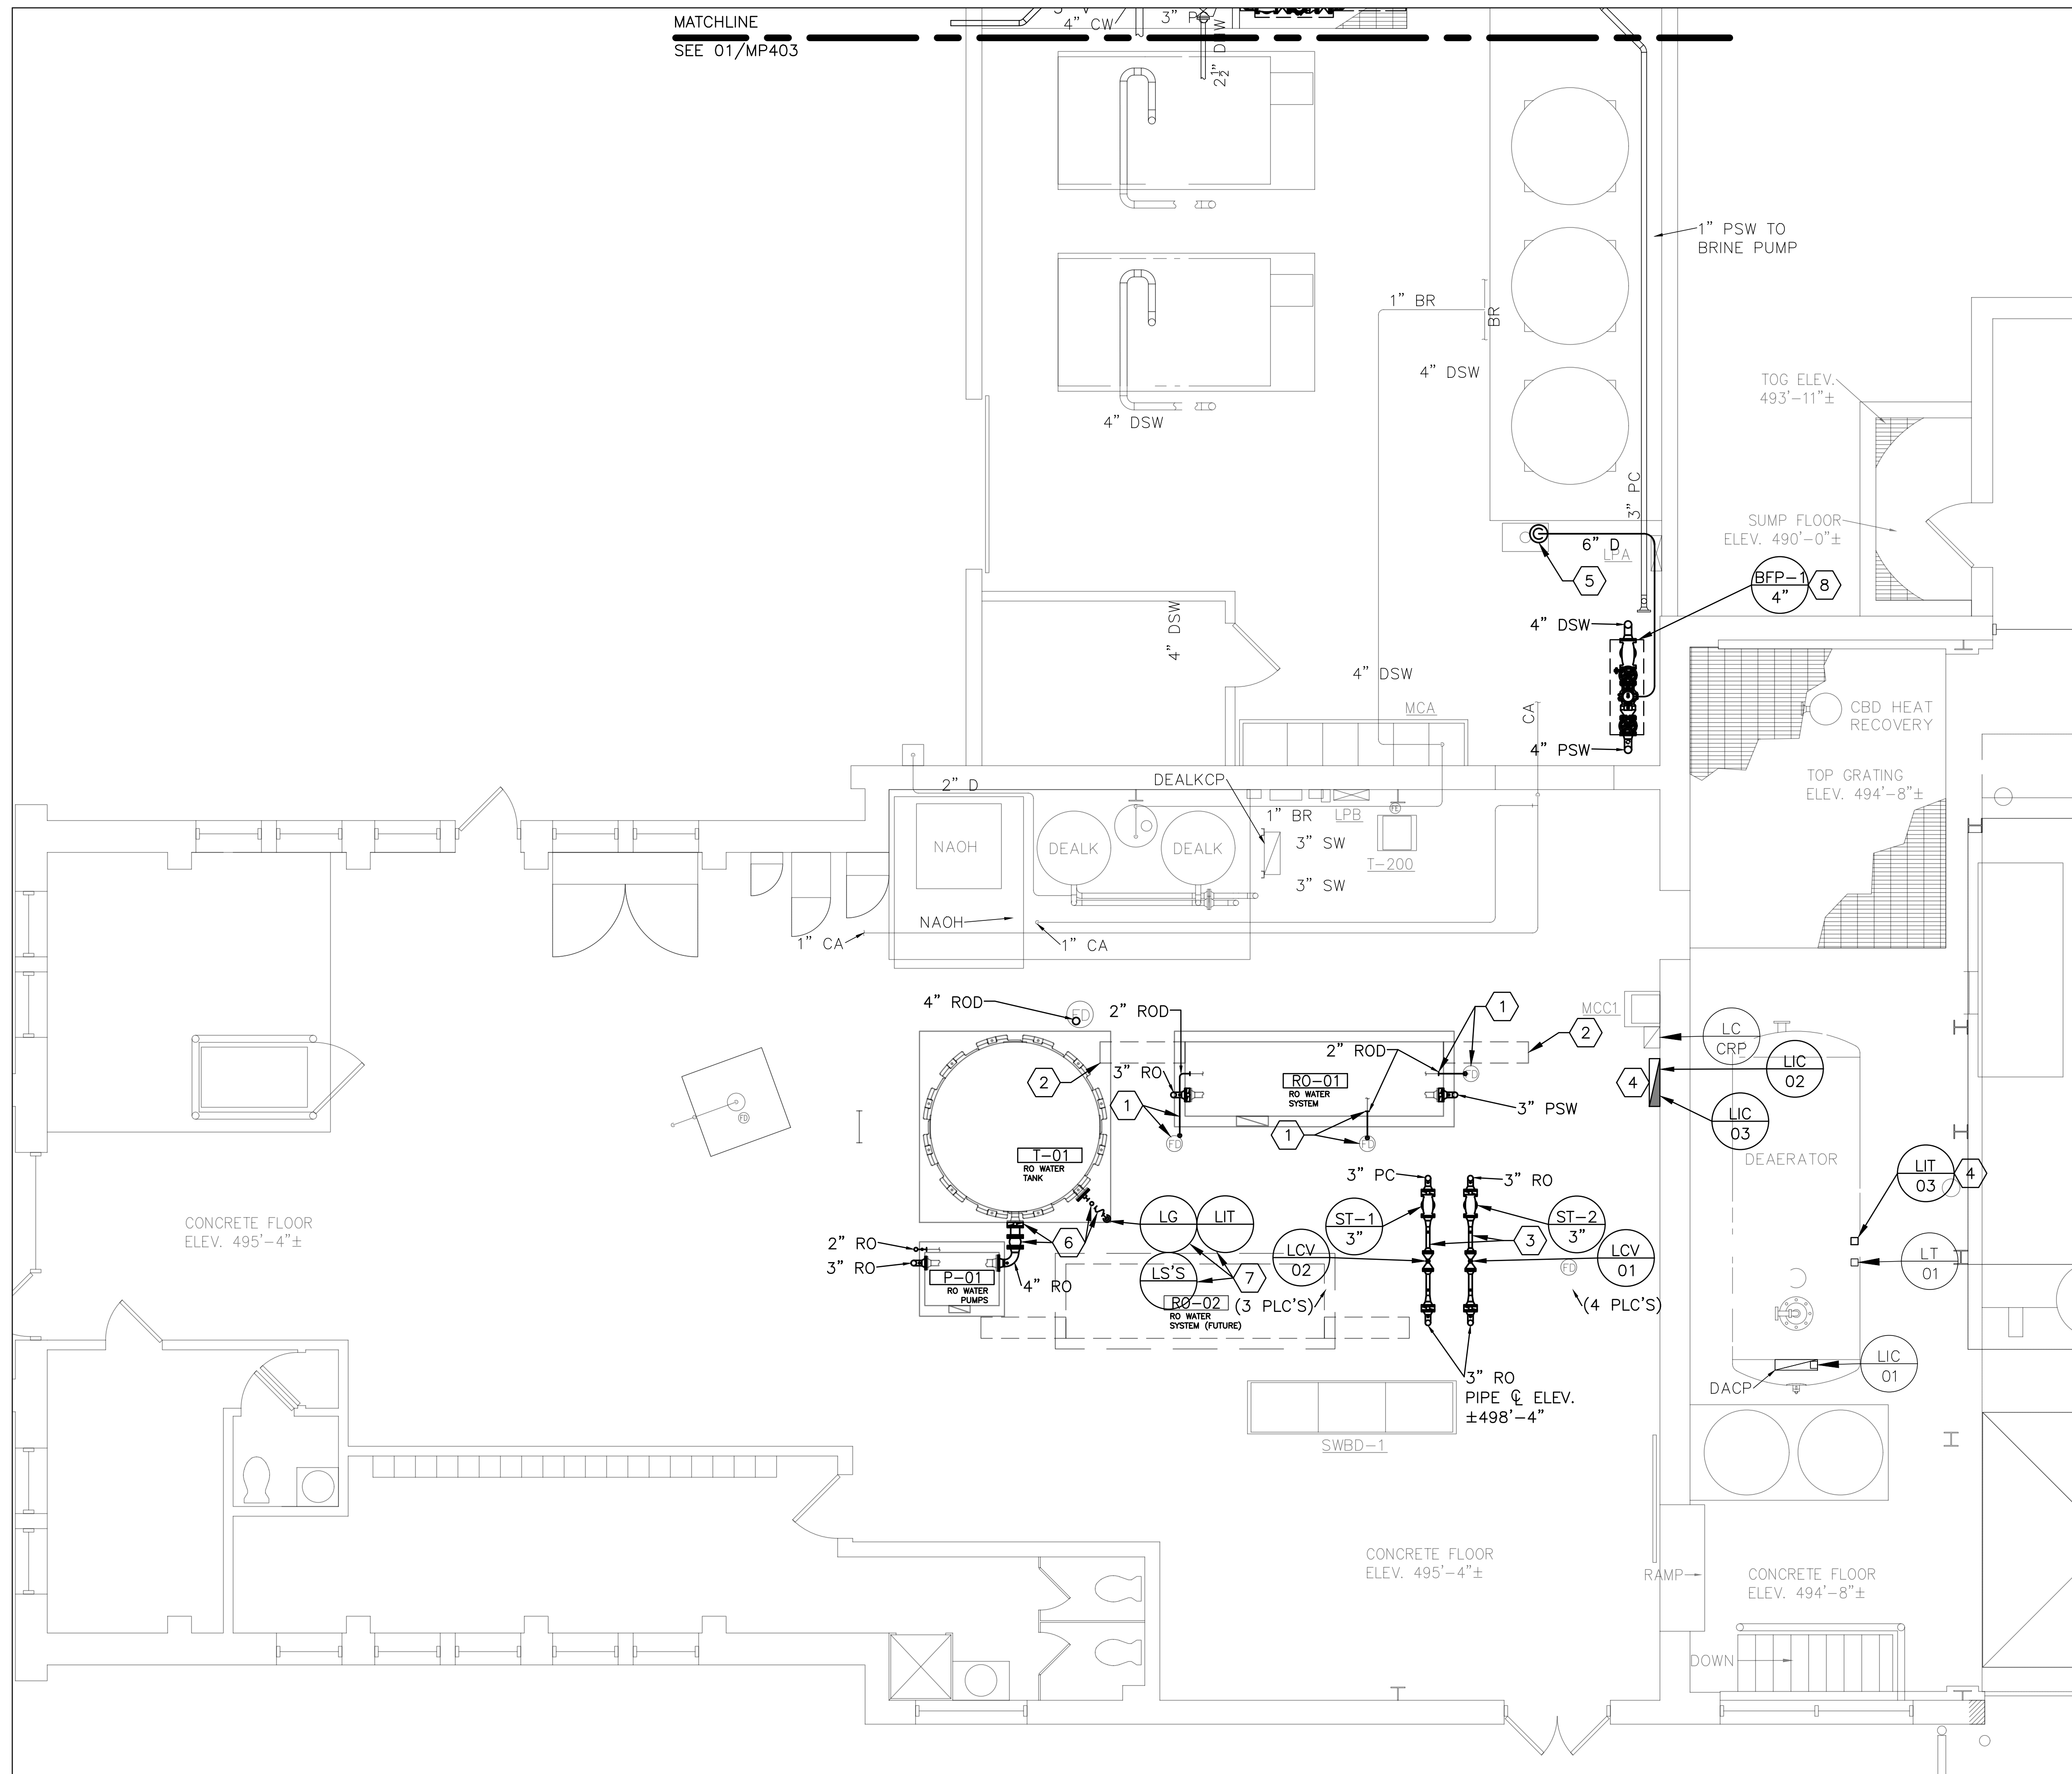 MATCHLINE
SEE 01/MP403
4” CW
2½” DHW
1” PSW TO
BRINE PUMP
1” BR
BR
4” DSW
4” DSW
TOG ELEV.
493’-11”±
3” PC
SUMP FLOOR
ELEV. 490’-0”±
6” D
LPA
5
BFP-1
4”
8
4” DSW
4” DSW
4” DSW
MCA
CA
4” PSW
CBD HEAT
RECOVERY
TOP GRATING
ELEV. 494’-8”±
2” D
DEALKCP
1” BR
LPB
FE
NAOH
DEALK
DEALK
3” SW
T-200
3” SW
NAOH
1” CA
1” CA
4” ROD
FD
2” ROD
1
MCC1
LC
CRP
2
2” ROD
LIC
02
2
3” RO
RO-01
RO WATER
SYSTEM
FD
4
1
3” PSW
LIC
03
FD
1
FD
FD
T-01
RO WATER
TANK
DEAERATOR
3” PC
3” RO
LIT
03
4
CONCRETE FLOOR
ELEV. 495’-4”±
LG
LIT
ST-1
3”
ST-2
3”
2” RO
6
3
3” RO
LCV
02
LCV
01
FD
LT
01
P-01
RO WATER
PUMPS
4” RO
LS’S
7
RO-02
RO WATER
SYSTEM (FUTURE)
(3 PLC’S)
(4 PLC’S)
LIC
01
DACP
3” RO
PIPE ℄ ELEV.
±498’-4”
SWBD-1
CONCRETE FLOOR
ELEV. 495’-4”±
RAMP
CONCRETE FLOOR
ELEV. 494’-8”±
DOWN